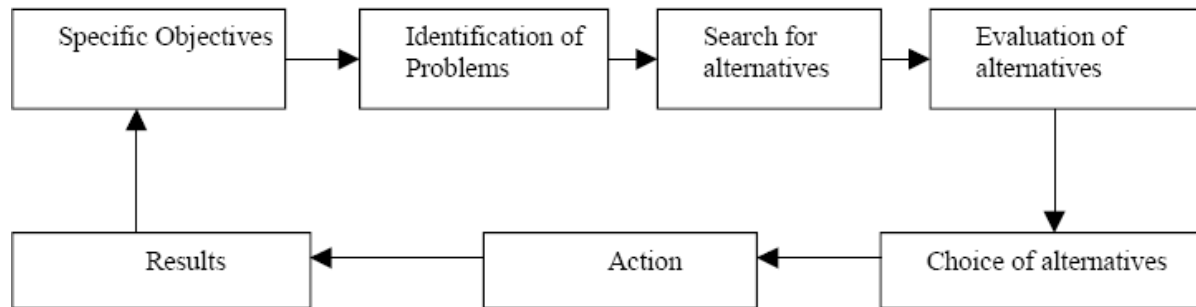 Specific Objectives
Identification of
Problems
Search for
alternatives
Evaluation of
alternatives
Choice of alternatives
Action
Results